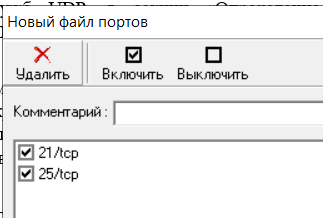 Новый файл портов
Удалить Включить Выключить
Комментарий :
21/tcp
25/tcp